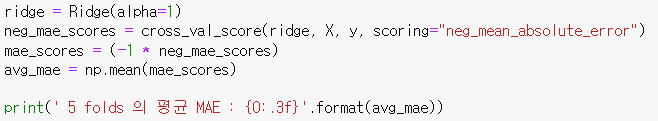 ridge = Ridge(alpha=1)
neg_mae_scores = cross_val_score(ridge, X, y, scoring="neg_mean_absolute_error")
mae_scores = (-1 * neg_mae_scores)
avg_mae = np.mean(mae_scores)
print(' 5 folds 의 평균 MAE : {0:.3f}'.format(avg_mae))